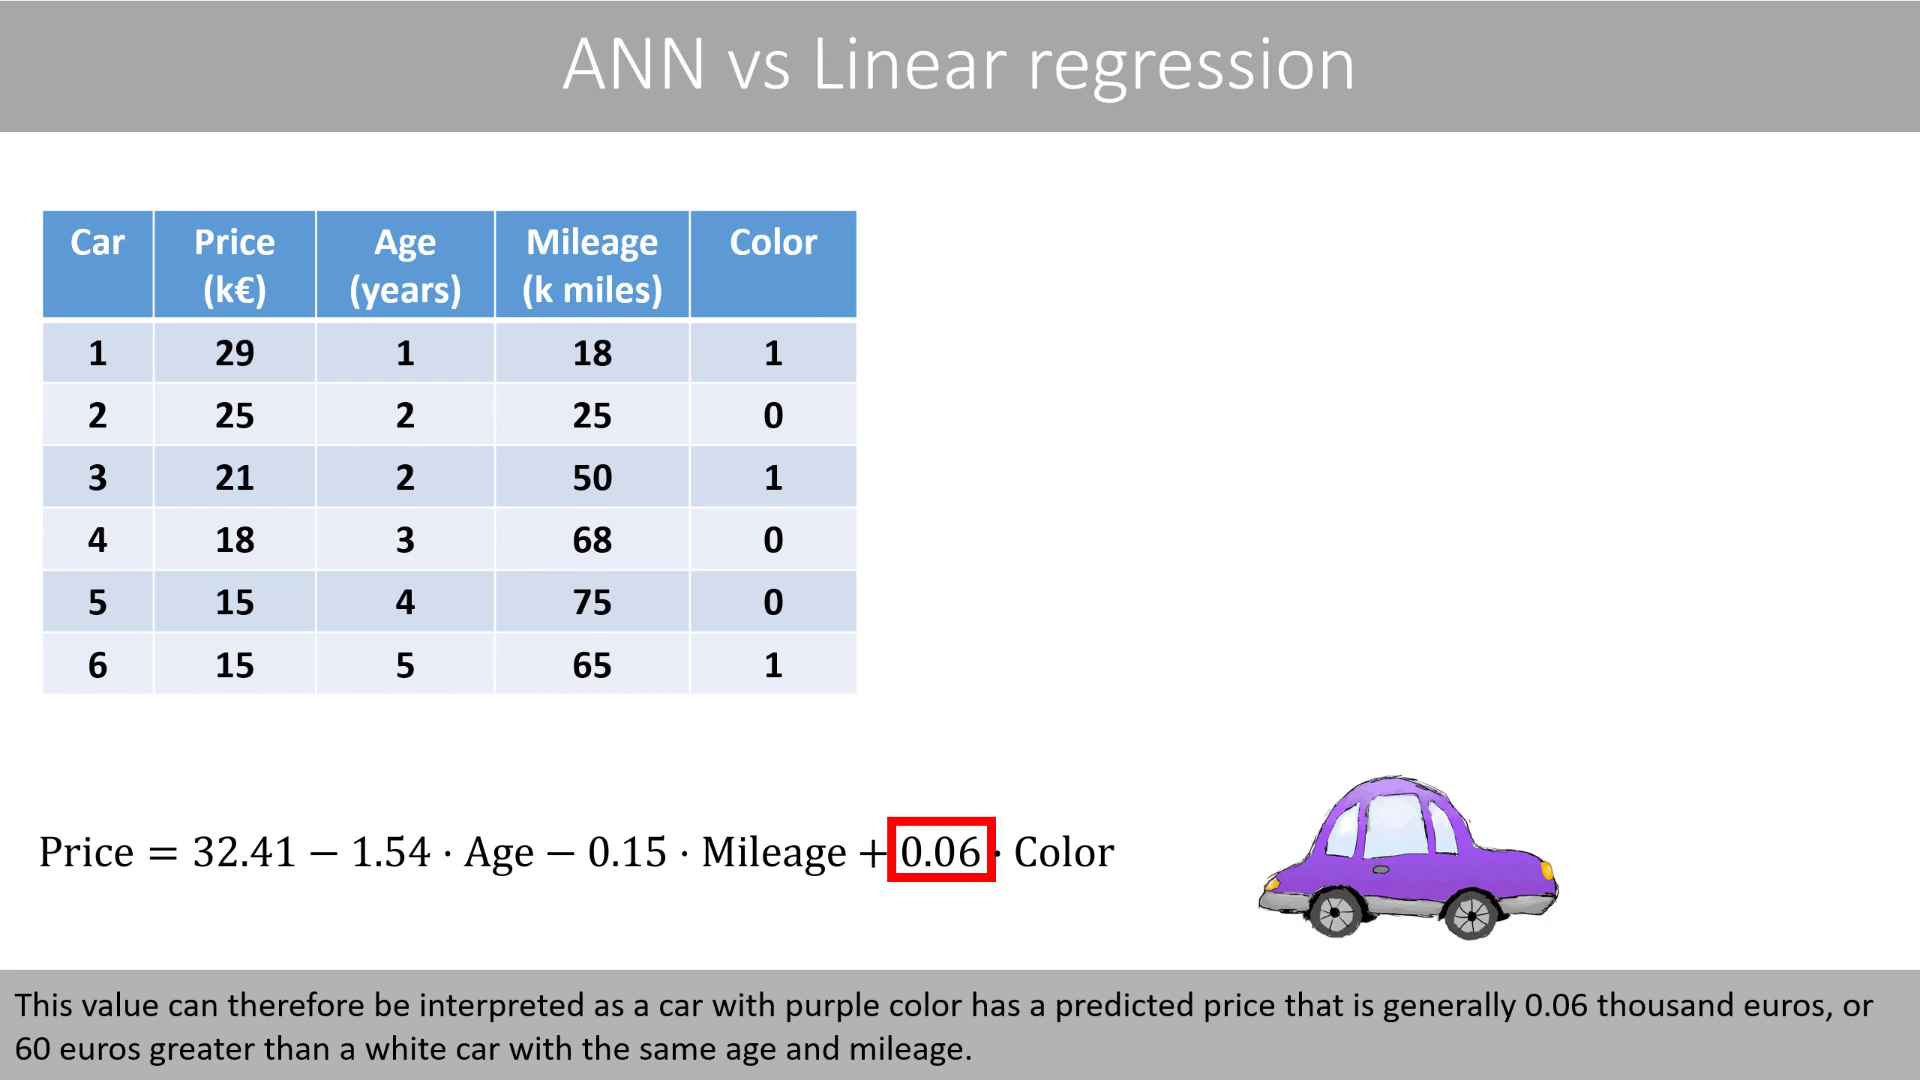 ANN vs Linear regression
Car Price (k€) Age (years) Mileage (k miles) Color
1 29 1 18 1
2 25 2 25 0
3 21 2 50 1
4 18 3 68 0
5 15 4 75 0
6 15 5 65 1
Price = 32.41 − 1.54 · Age − 0.15 · Mileage + 0.06 · Color
This value can therefore be interpreted as a car with purple color has a predicted price that is generally 0.06 thousand euros, or
60 euros greater than a white car with the same age and mileage.